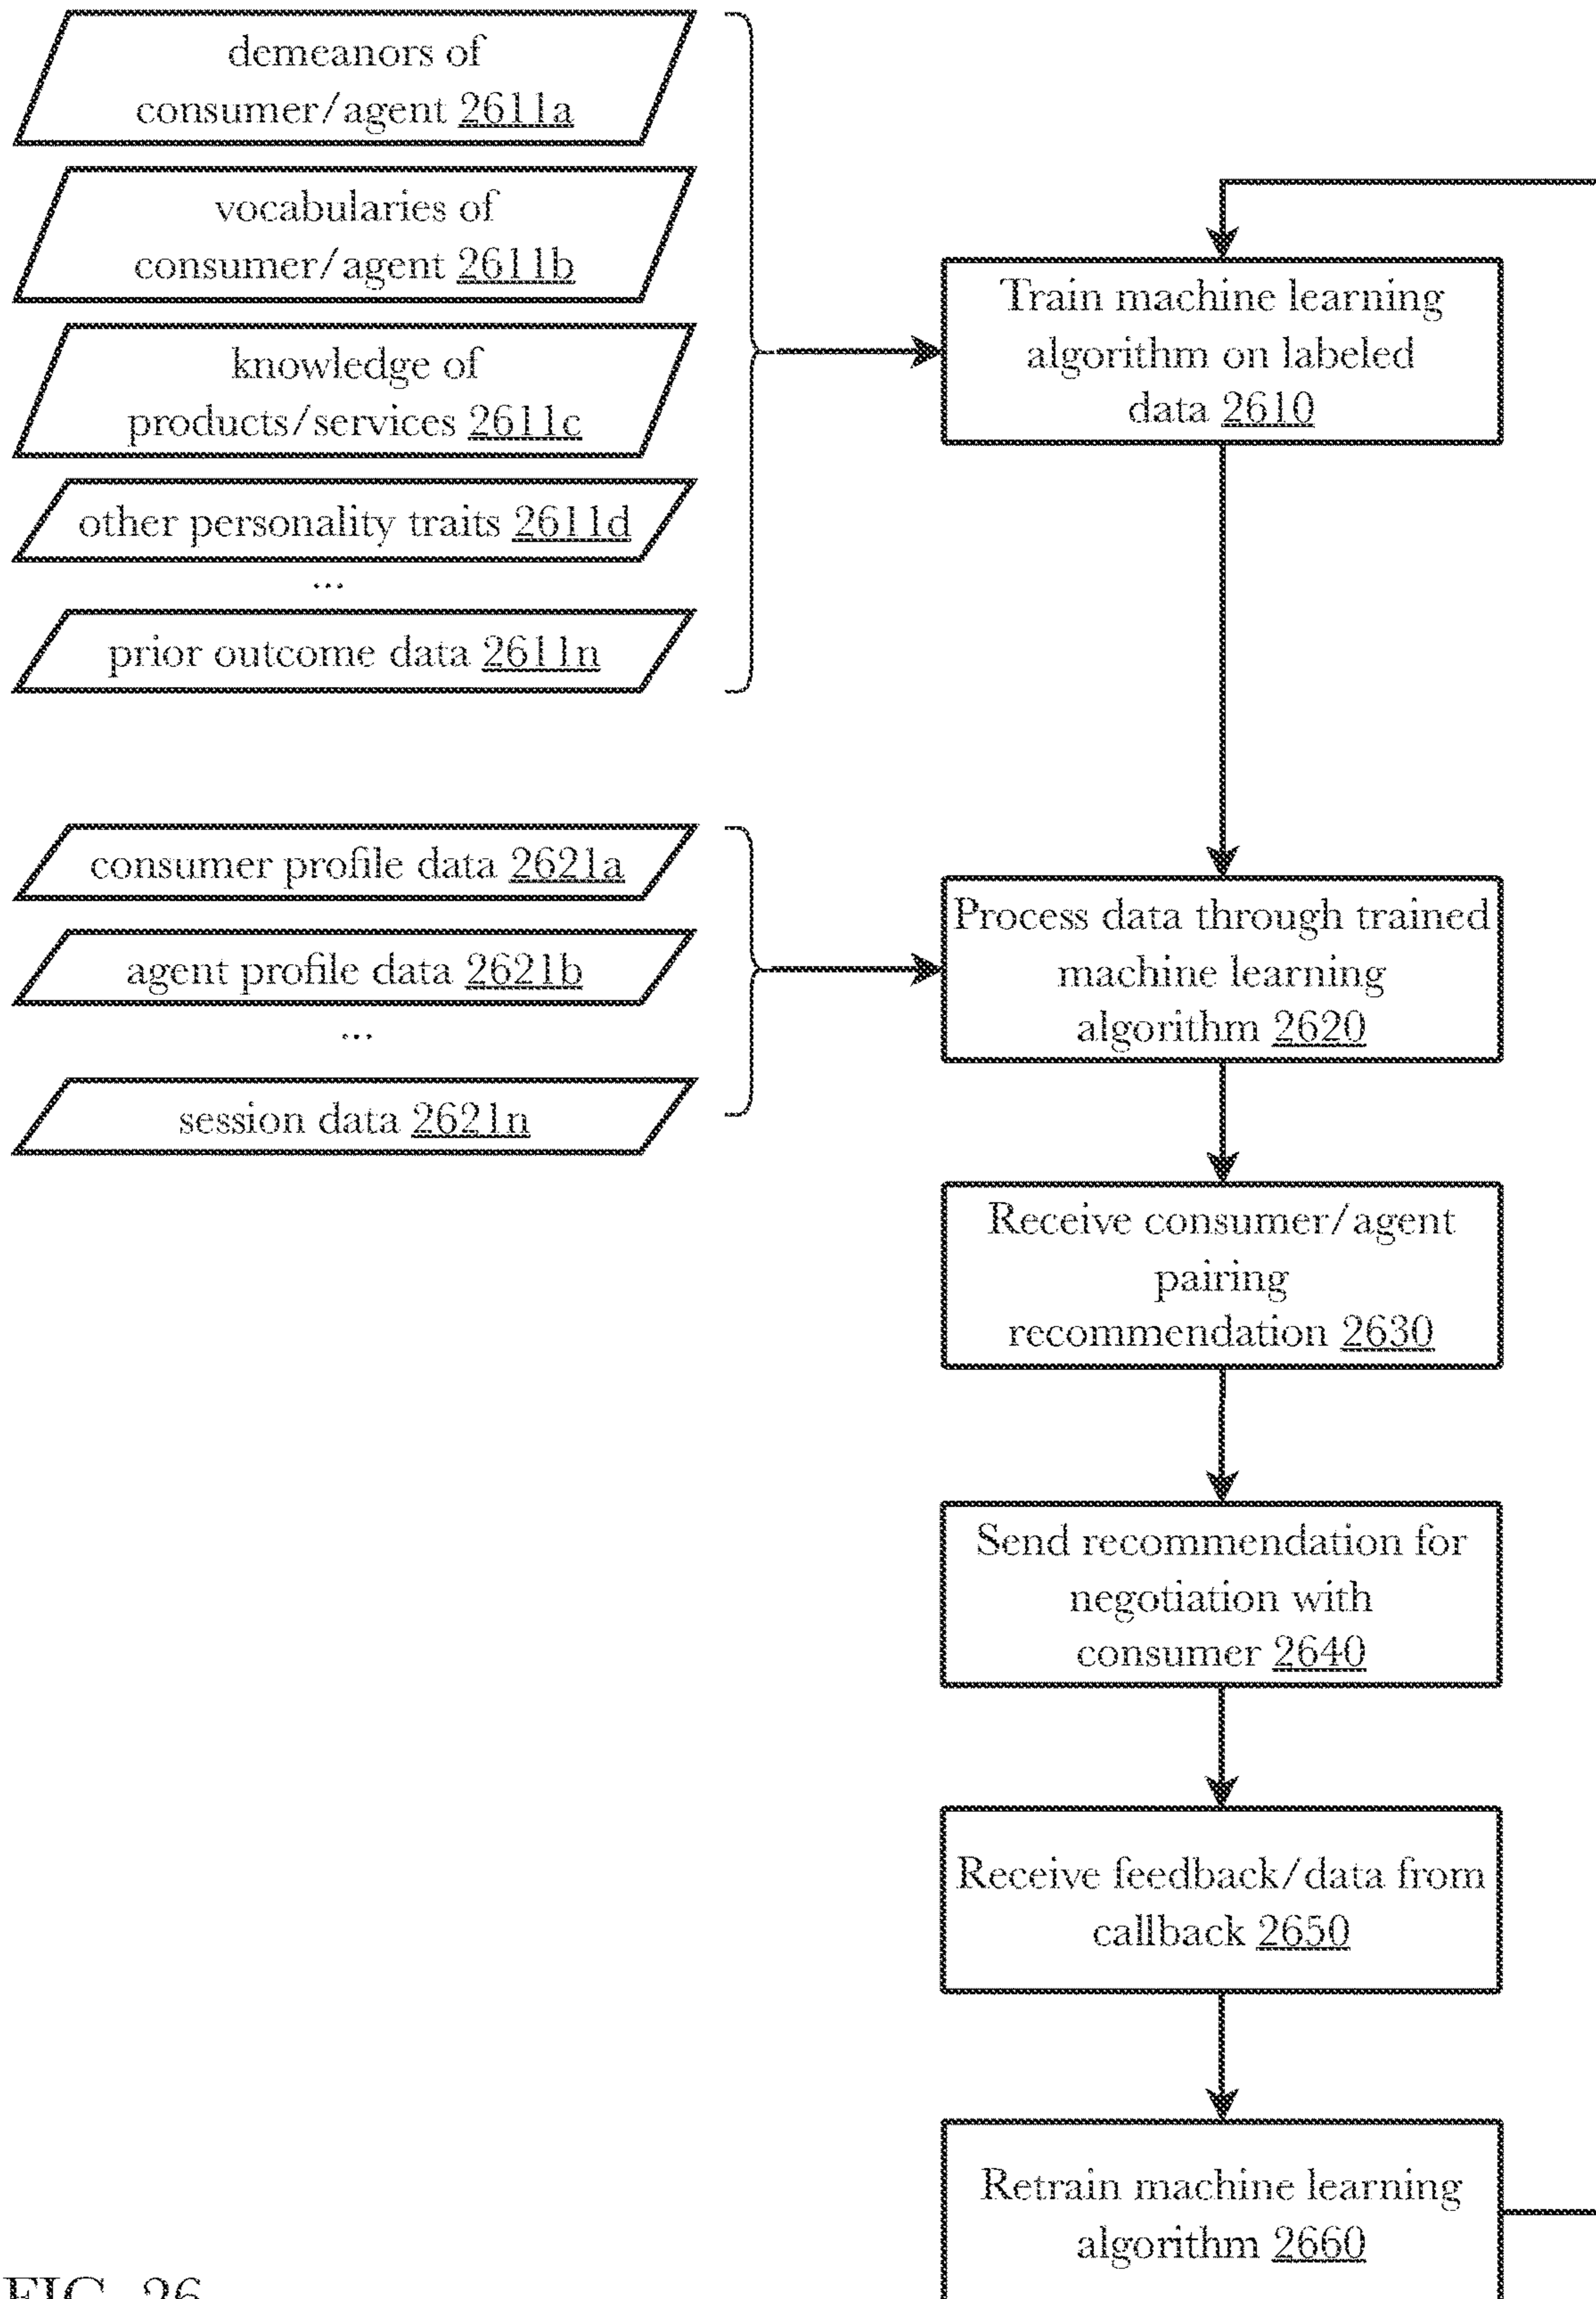 demeanors of
consumer/agent 2611a
vocabularies of
consumer/agent 2611b
knowledge of
products/services 2611c
other personality traits 2611d
...
prior outcome data 2611n
Train machine learning
algorithm on labeled
data 2610
consumer profile data 2621a
agent profile data 2621b
...
session data 2621n
Process data through trained
machine learning
algorithm 2620
Receive consumer/agent
pairing
recommendation 2630
Send recommendation for
negotiation with
consumer 2640
Receive feedback/data from
callback 2650
Retrain machine learning
algorithm 2660
FIG. 26